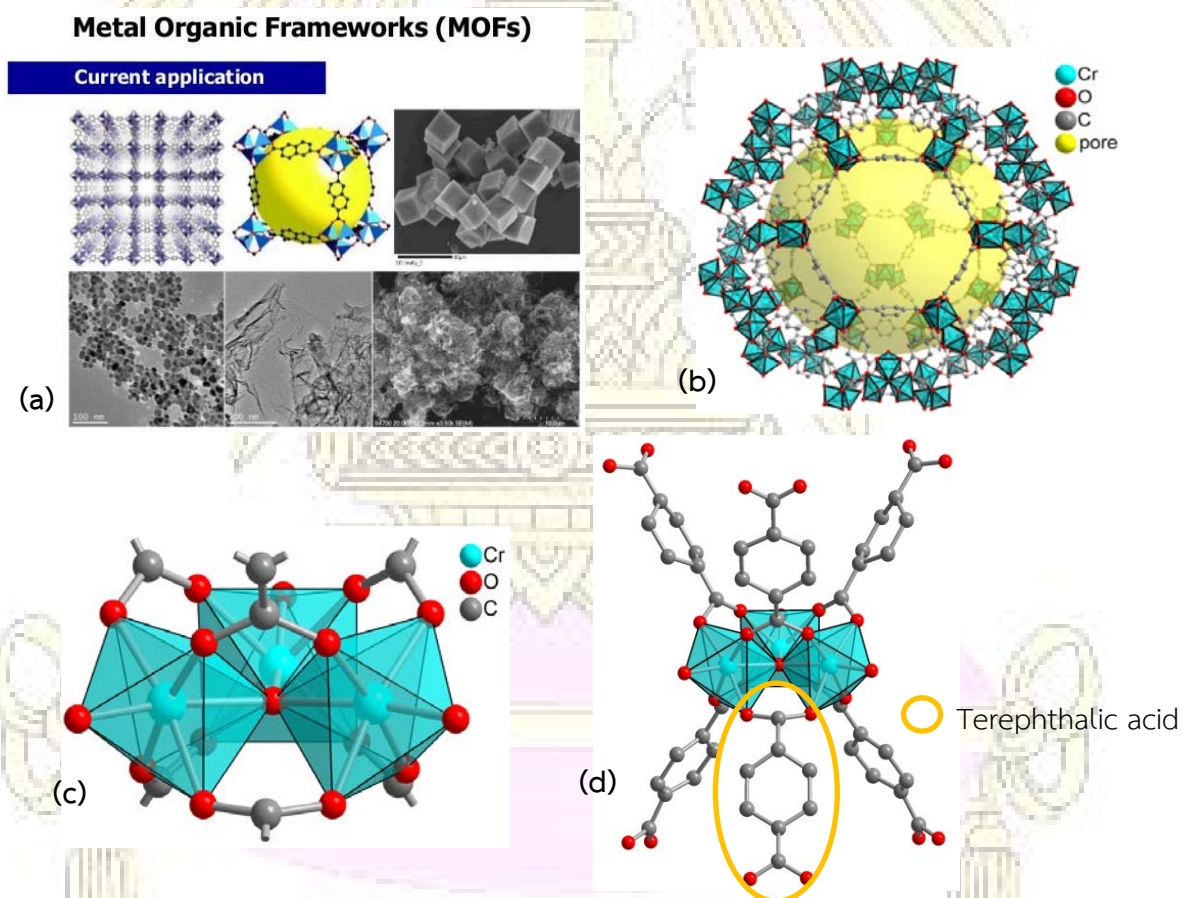 Metal Organic Frameworks (MOFs)
Current application
(a)
100 nm
Cr
O
C
pore
(b)
Cr
O
C
(c)
(d)
Terephthalic acid